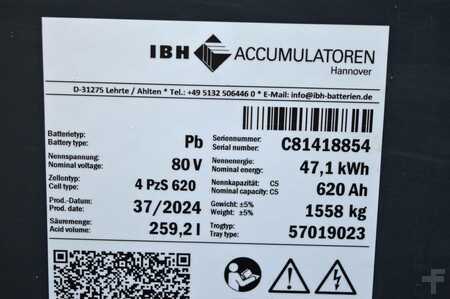 IBH ACCUMULATOREN
Hannover
D-31275 Lehrte / Ahlten * Tel.: +49 5132 506446 0 * E-Mail: info@ibh-batterien.de
Batterietyp: Pb Seriennummer: C81418854
Battery type: Serial number:
Nennspannung: 80 V Nennenergie: 47,1 kWh
Nominal voltage: Nominal energy:
Zellentyp: 4 PzS 620 Nennkapazität: C5 620 Ah
Cell type: Nominal capacity: C5
Prod.-Datum: 37/2024 Gewicht: ±5% 1558 kg
Prod. date: Weight: ±5%
Säuremenge: 259,2 l Trogtyp: 57019023
Acid volume: Tray type: